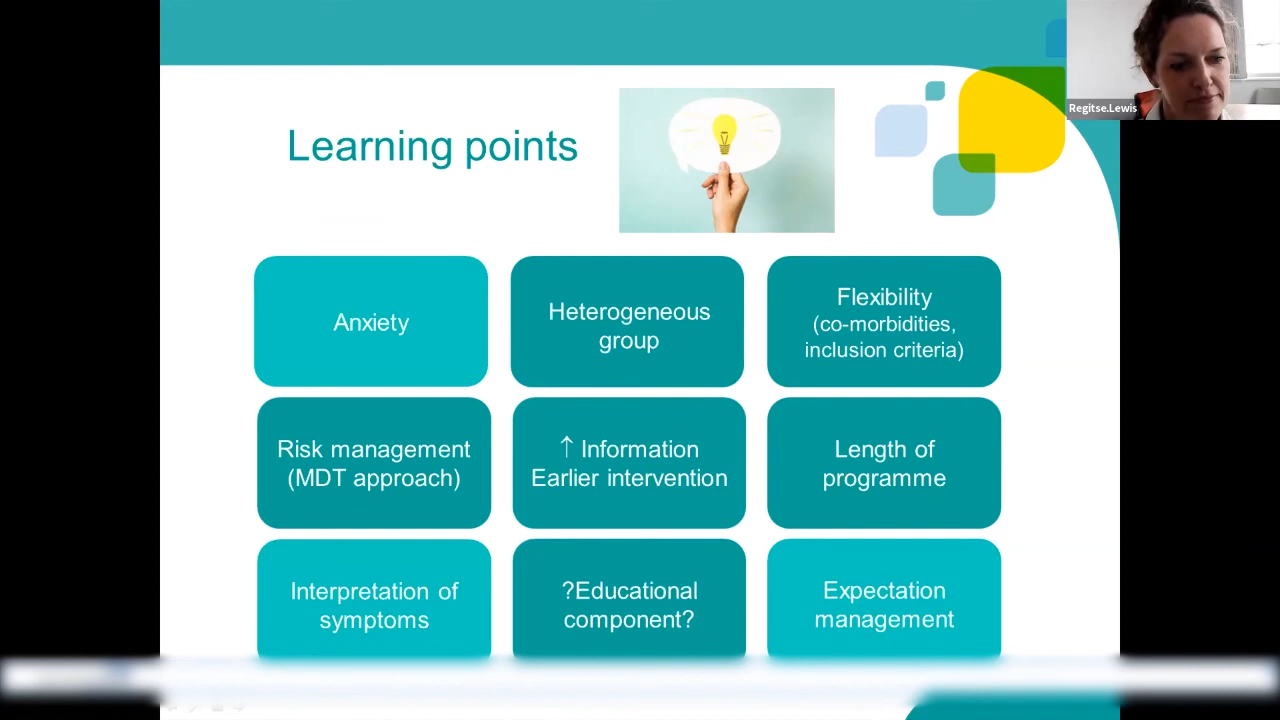 Regitse.Lewis
Learning points
Anxiety
Heterogeneous
group
Flexibility
(co-morbidities,
inclusion criteria)
Risk management
(MDT approach)
↑ Information
Earlier intervention
Length of
programme
Interpretation of
symptoms
?Educational
component?
Expectation
management